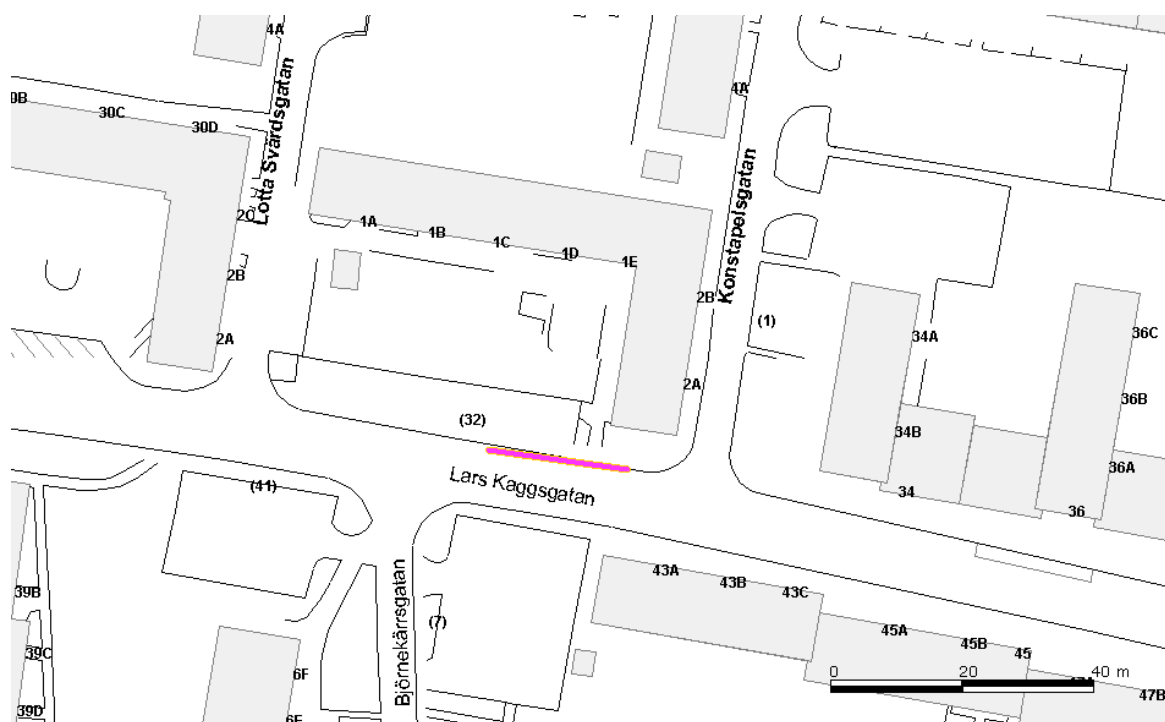 4A
Lotta Svärdsgatan
0B
30C
30D
4A
Konstapelsgatan
2C
1A
1B
1C
1D
1E
2B
2B
(1)
2A
34A
36C
2A
36B
(32)
34B
36A
Lars Kaggsgatan
(41)
34
36
Björnekärrsgatan
43A
43B
43C
39B
(7)
45A
45B
45
39C
6F
0 20 40 m
47B
39D